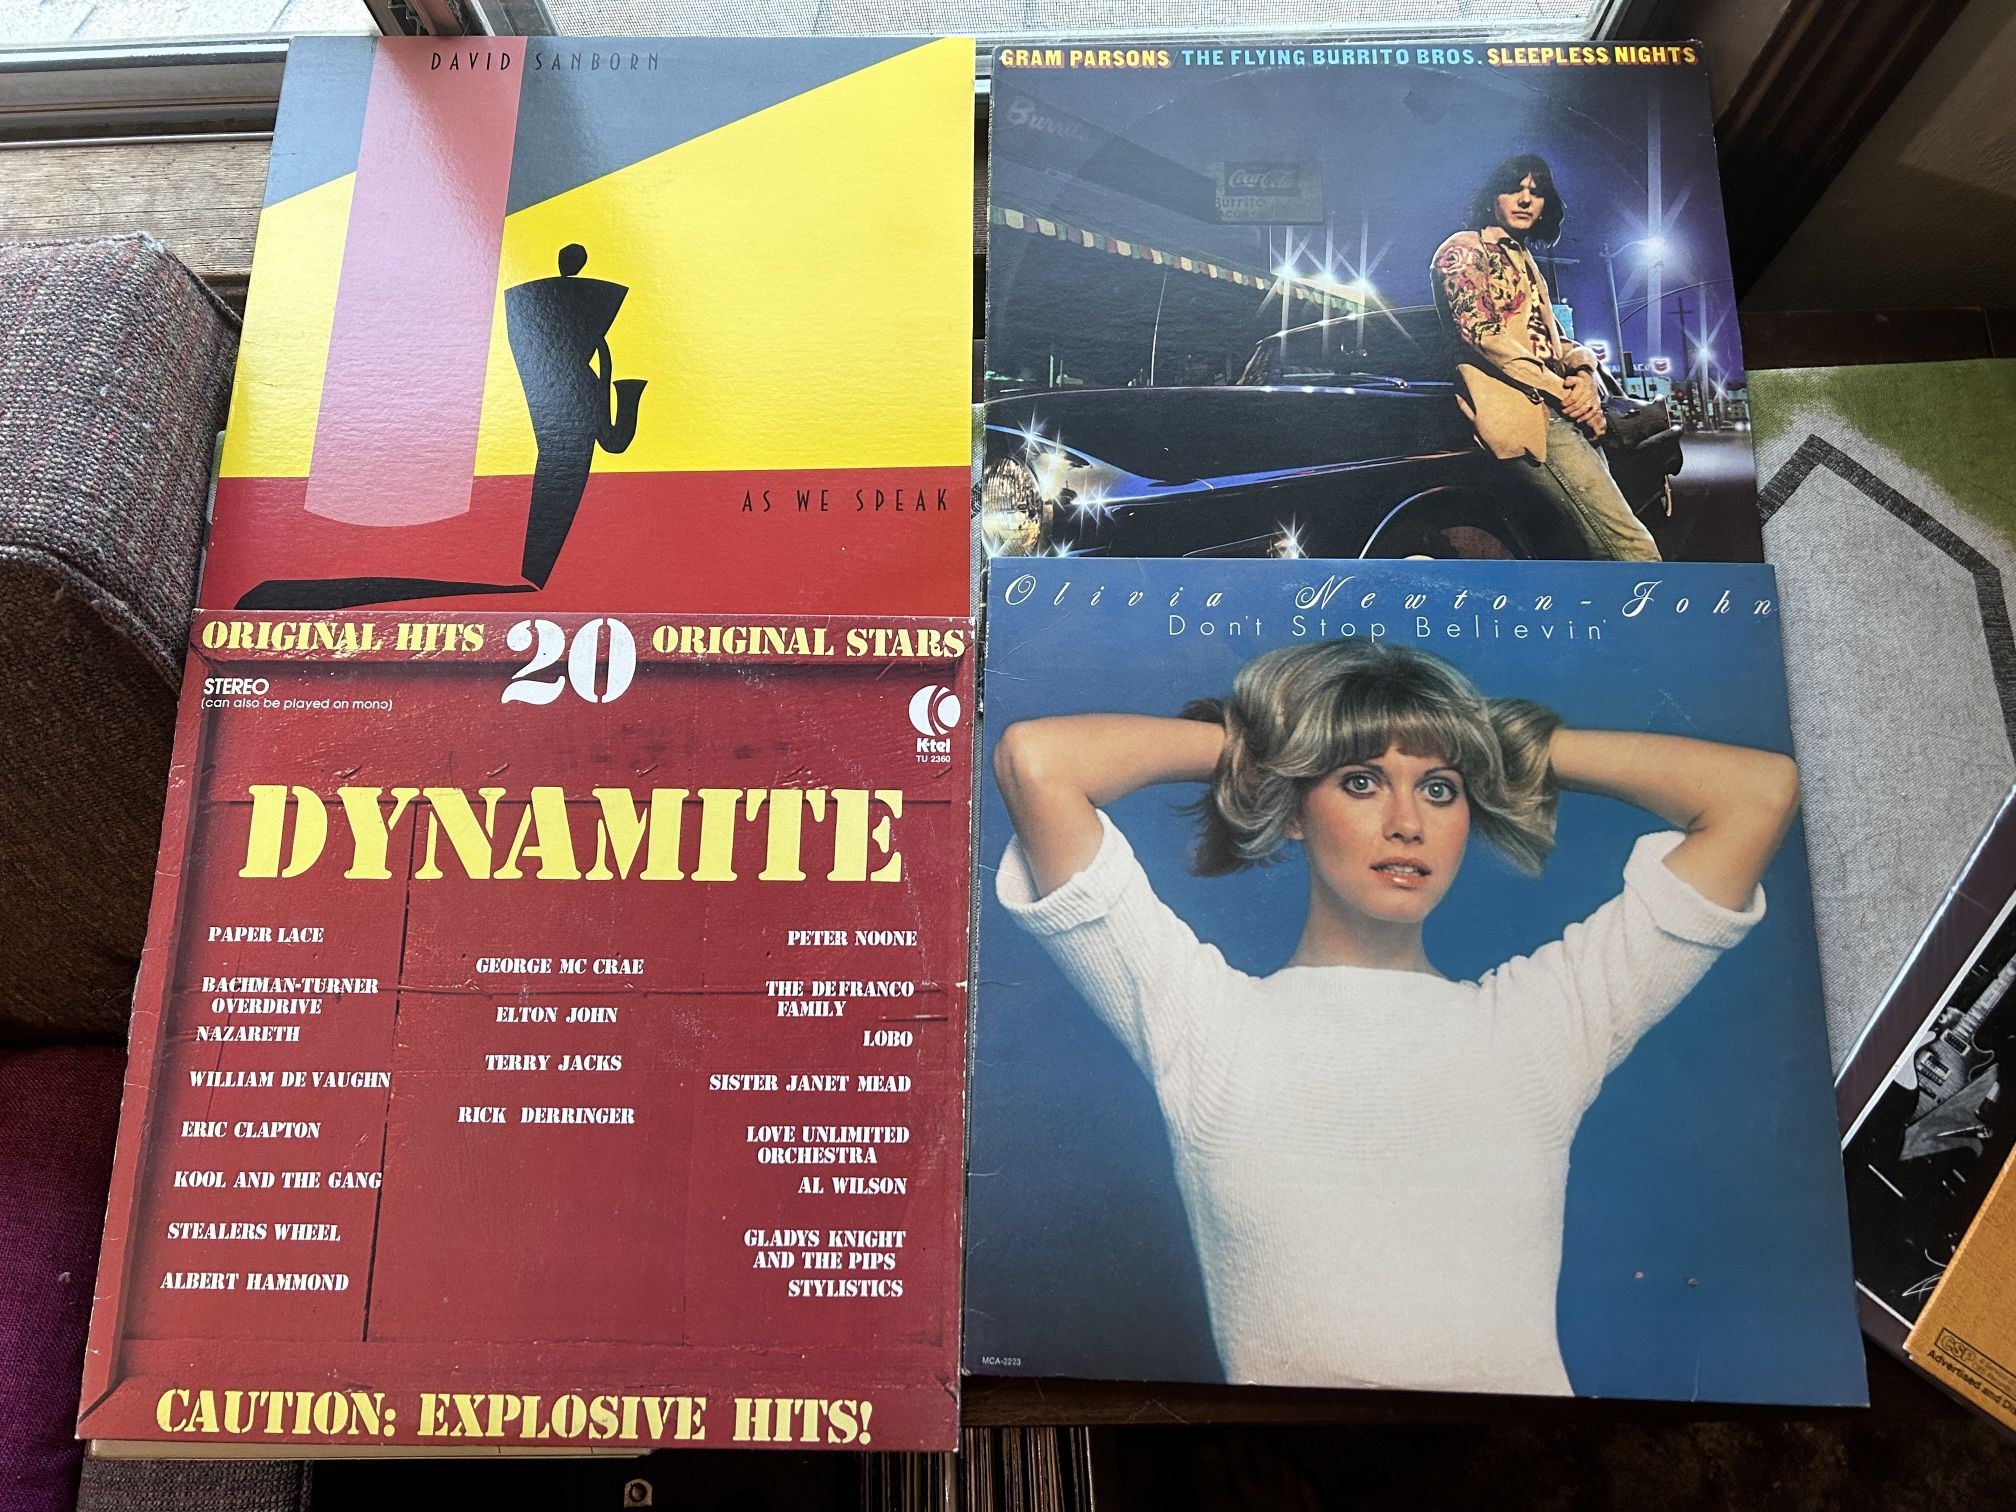 DAVID SANBORN
AS WE SPEAK
GRAM PARSONS / THE FLYING BURRITO BROS. SLEEPLESS NIGHTS
Coca-Cola
ORIGINAL HITS 20 ORIGINAL STARS
STEREO
(can also be played on mono)
K-tel
TU 2360
DYNAMITE
PAPER LACE
BACHMAN-TURNER
OVERDRIVE
NAZARETH
WILLIAM DE VAUGHN
ERIC CLAPTON
KOOL AND THE GANG
STEALERS WHEEL
ALBERT HAMMOND
GEORGE MC CRAE
ELTON JOHN
TERRY JACKS
RICK DERRINGER
PETER NOONE
THE DEFRANCO
FAMILY
LOBO
SISTER JANET MEAD
LOVE UNLIMITED
ORCHESTRA
AL WILSON
GLADYS KNIGHT
AND THE PIPS
STYLISTICS
CAUTION: EXPLOSIVE HITS!
Olivia Newton-John
Don't Stop Believin'
MCA-2223
CSP
Advertised and